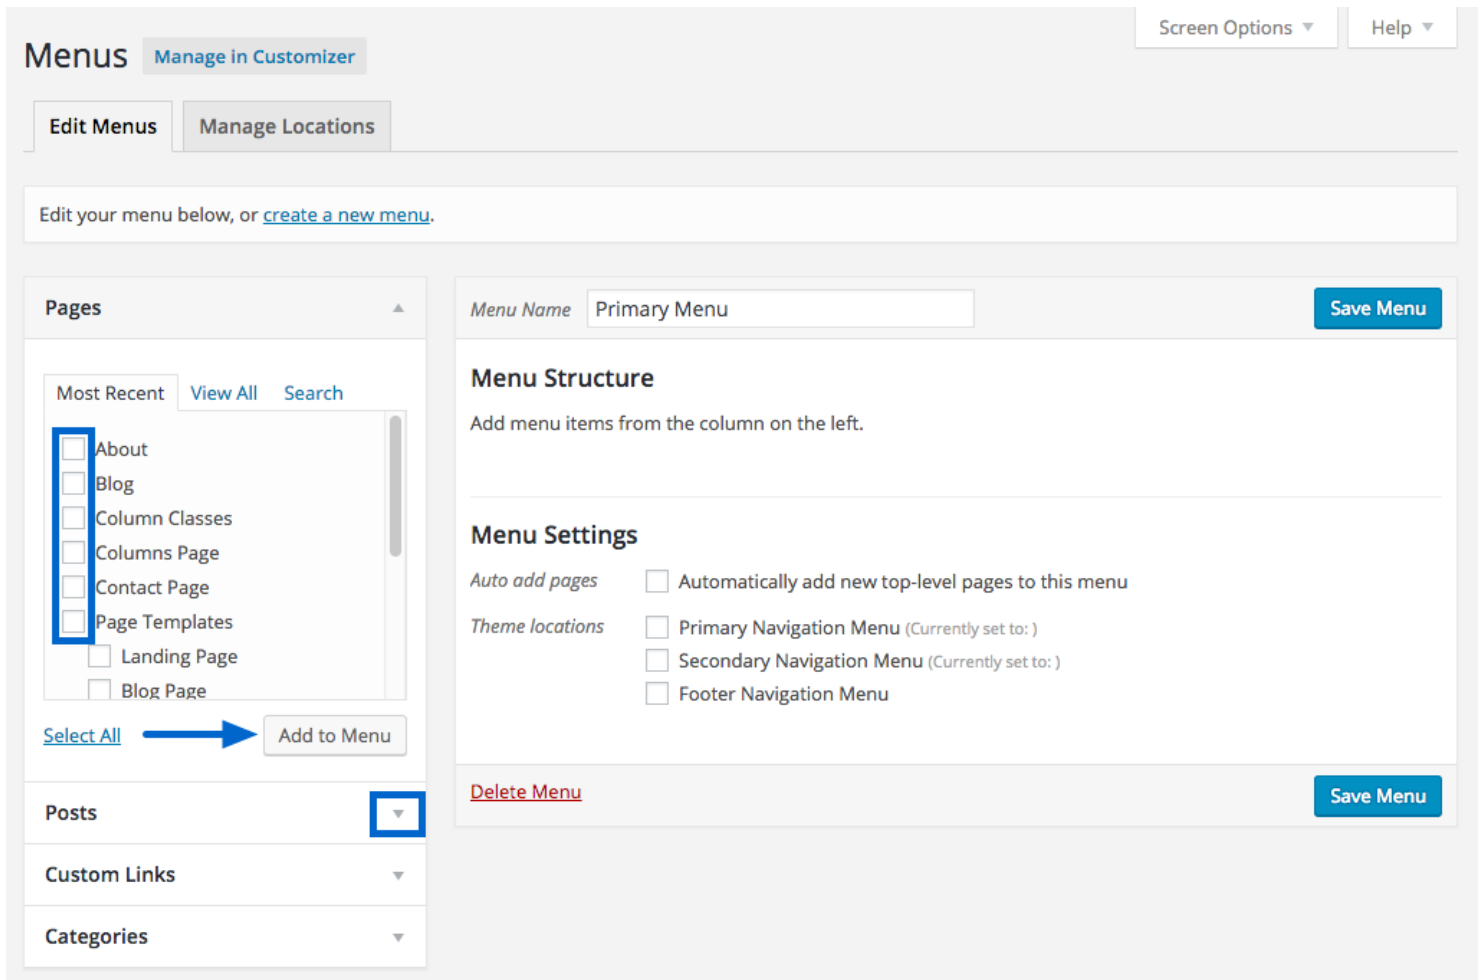 Screen Options
Help
Menus
Manage in Customizer
Edit Menus
Manage Locations
Edit your menu below, or create a new menu.
Pages
Most Recent
View All
Search
About
Blog
Column Classes
Columns Page
Contact Page
Page Templates
Landing Page
Blog Page
Select All
Add to Menu
Posts
Custom Links
Categories
Menu Name
Primary Menu
Save Menu
Menu Structure
Add menu items from the column on the left.
Menu Settings
Auto add pages
Automatically add new top-level pages to this menu
Theme locations
Primary Navigation Menu (Currently set to: )
Secondary Navigation Menu (Currently set to: )
Footer Navigation Menu
Delete Menu
Save Menu